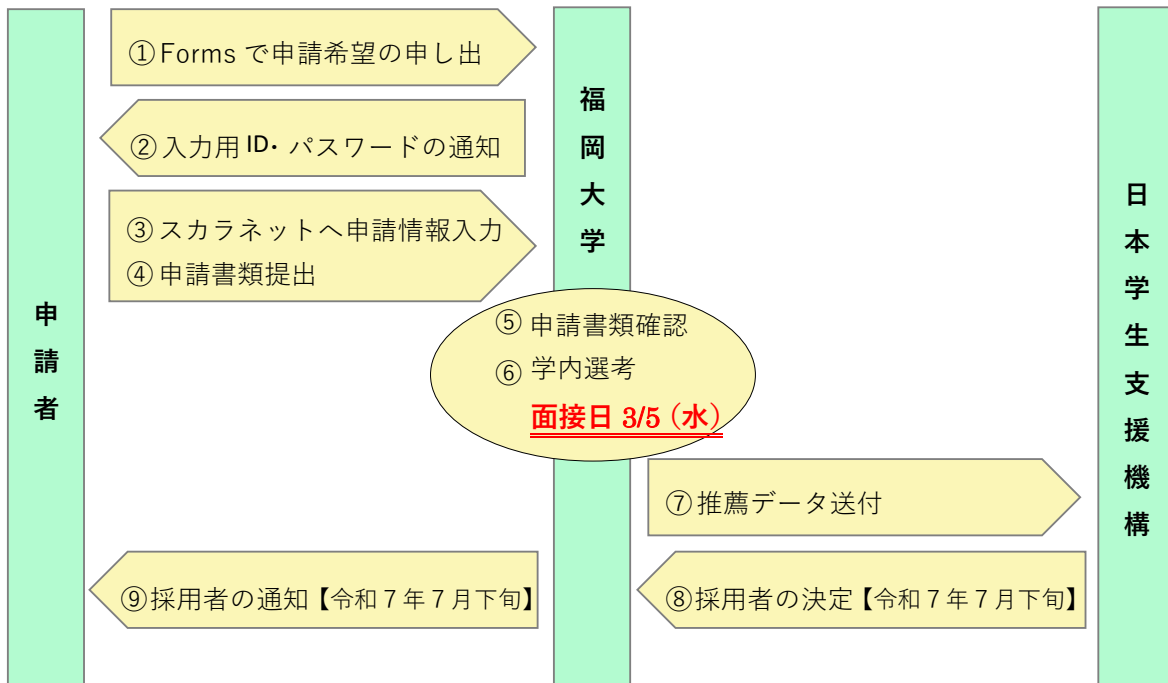 ①Forms で申請希望の申し出
②入力用 ID・パスワードの通知
③スカラネットへ申請情報入力
④申請書類提出
申請者
福岡大学
日本学生支援機構
⑤ 申請書類確認
⑥ 学内選考
面接日 3/5（水）
⑦推薦データ送付
⑨採用者の通知【令和７年７月下旬】
⑧採用者の決定【令和７年７月下旬】